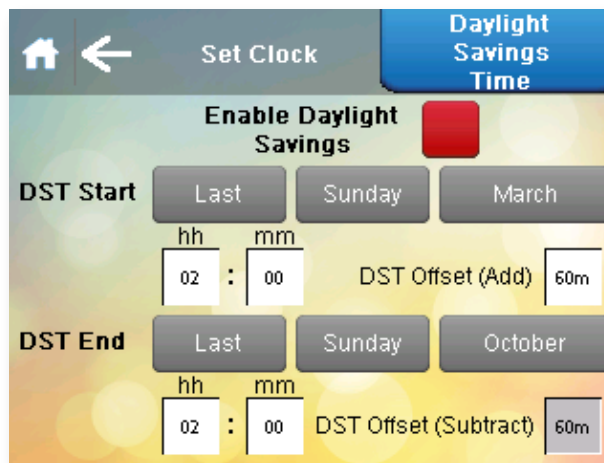 Set Clock
Daylight
Savings
Time
Enable Daylight
Savings
DST Start Last Sunday March
hh mm
02 : 00 DST Offset (Add) 60m
DST End Last Sunday October
hh mm
02 : 00 DST Offset (Subtract) 60m